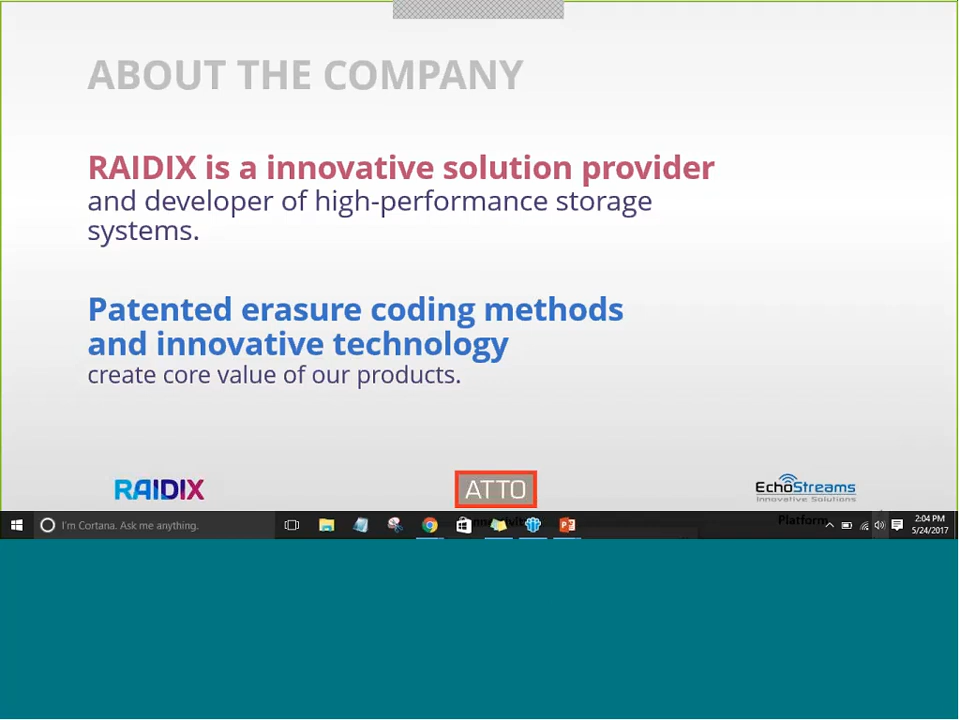 ABOUT THE COMPANY
RAIDIX is a innovative solution provider
and developer of high-performance storage
systems.
Patented erasure coding methods
and innovative technology
create core value of our products.
RAIDIX
ATTO
EchoStreams
Innovative Solutions
Platform
I'm Cortana. Ask me anything.
2:04 PM
5/24/2017